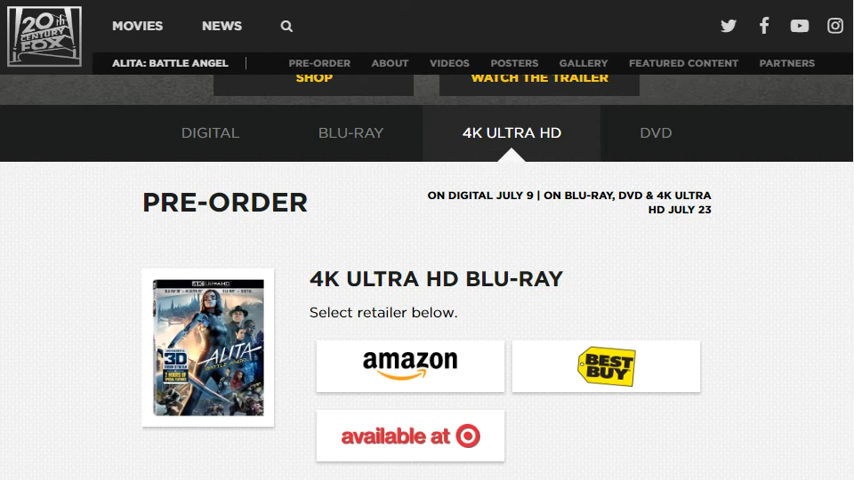 20th
CENTURY
FOX
MOVIES NEWS
ALITA: BATTLE ANGEL PRE-ORDER ABOUT VIDEOS POSTERS GALLERY FEATURED CONTENT PARTNERS
SHOP WATCH THE TRAILER
DIGITAL BLU-RAY 4K ULTRA HD DVD
PRE-ORDER
ON DIGITAL JULY 9 | ON BLU-RAY, DVD & 4K ULTRA
HD JULY 23
4K ULTRA HD BLU-RAY
Select retailer below.
3D
ALITA
amazon
BEST
BUY
available at